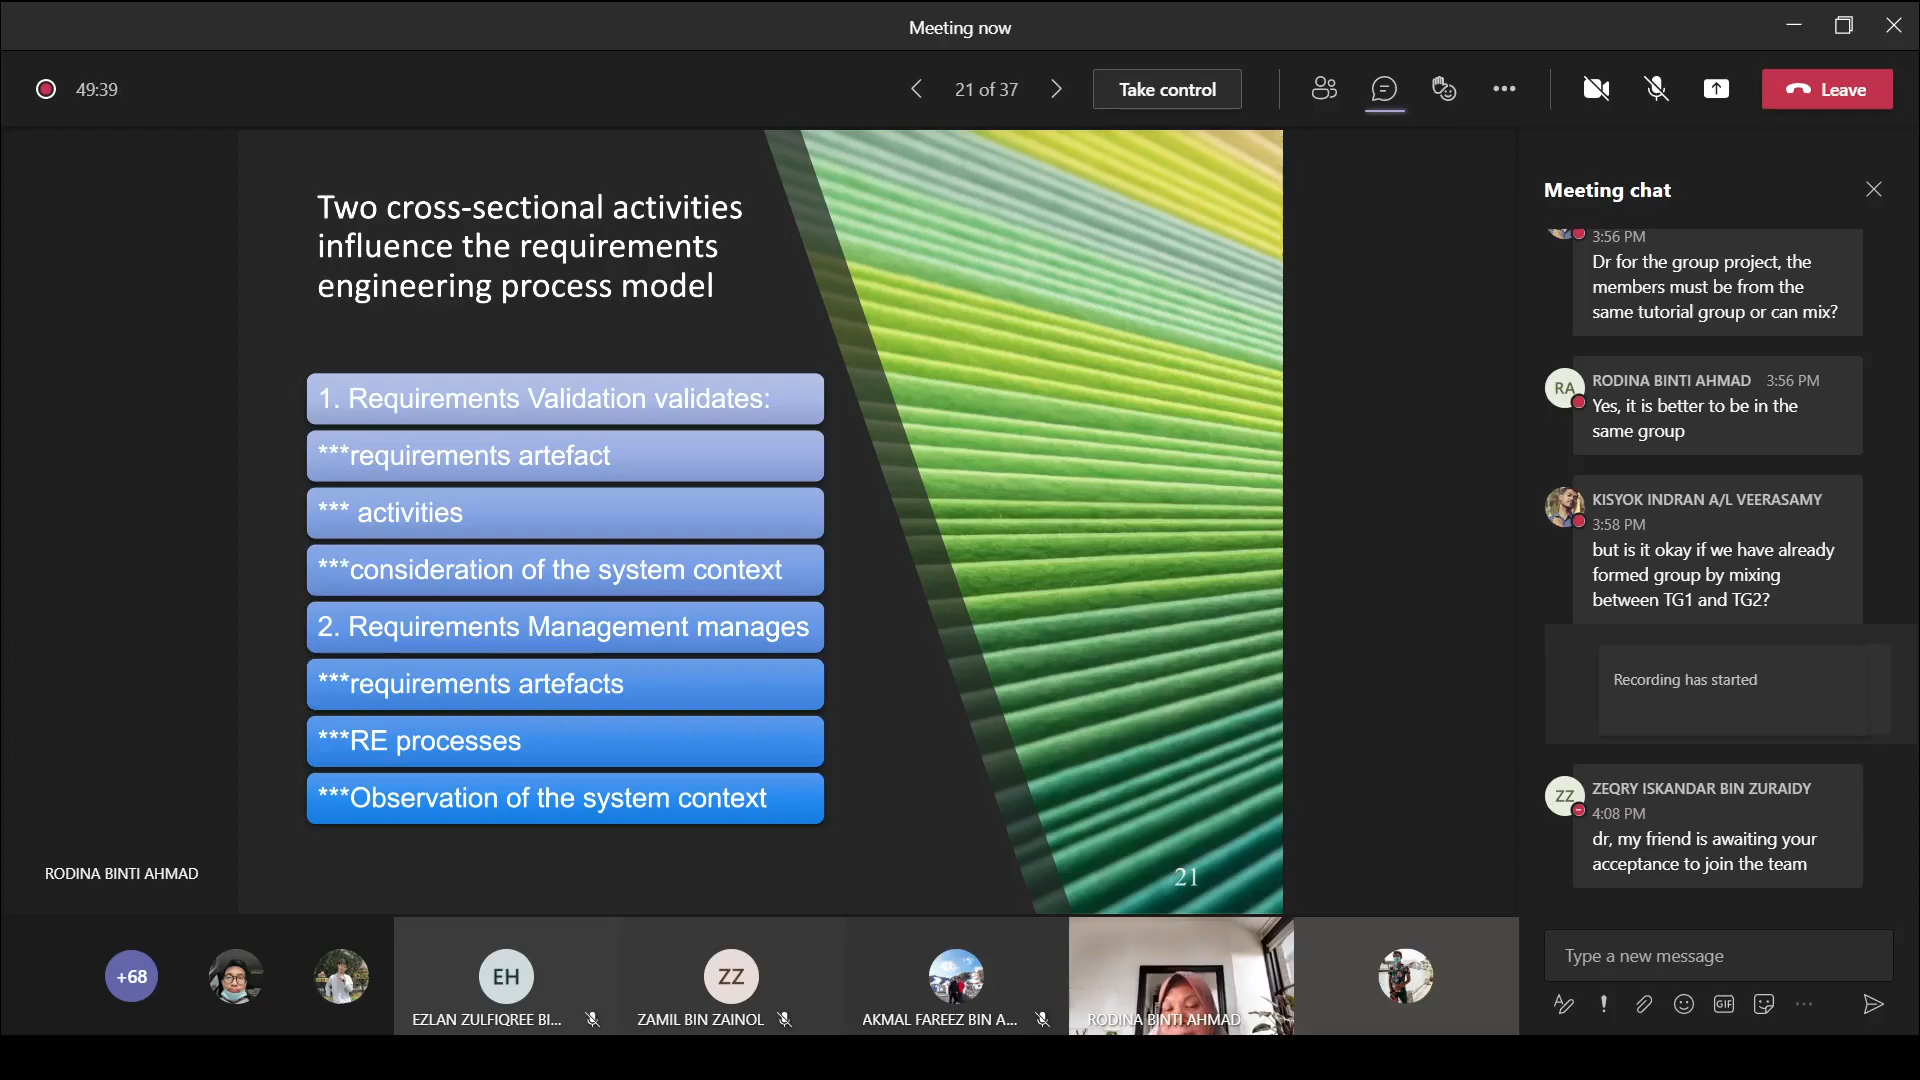 Meeting now
49:39
21 of 37
Take control
Leave
Two cross-sectional activities
influence the requirements
engineering process model
1. Requirements Validation validates:
***requirements artefact
*** activities
***consideration of the system context
2. Requirements Management manages
***requirements artefacts
***RE processes
***Observation of the system context
21
RODINA BINTI AHMAD
Meeting chat
3:56 PM
Dr for the group project, the
members must be from the
same tutorial group or can mix?
RA
RODINA BINTI AHMAD 3:56 PM
Yes, it is better to be in the
same group
KISYOK INDRAN A/L VEERASAMY
3:58 PM
but is it okay if we have already
formed group by mixing
between TG1 and TG2?
Recording has started
ZZ
ZEQRY ISKANDAR BIN ZURAIDY
4:08 PM
dr, my friend is awaiting your
acceptance to join the team
Type a new message
GIF
+68
EH
EZLAN ZULFIQREE BI...
ZZ
ZAMIL BIN ZAINOL
AKMAL FAREEZ BIN A...
RODINA BINTI AHMAD